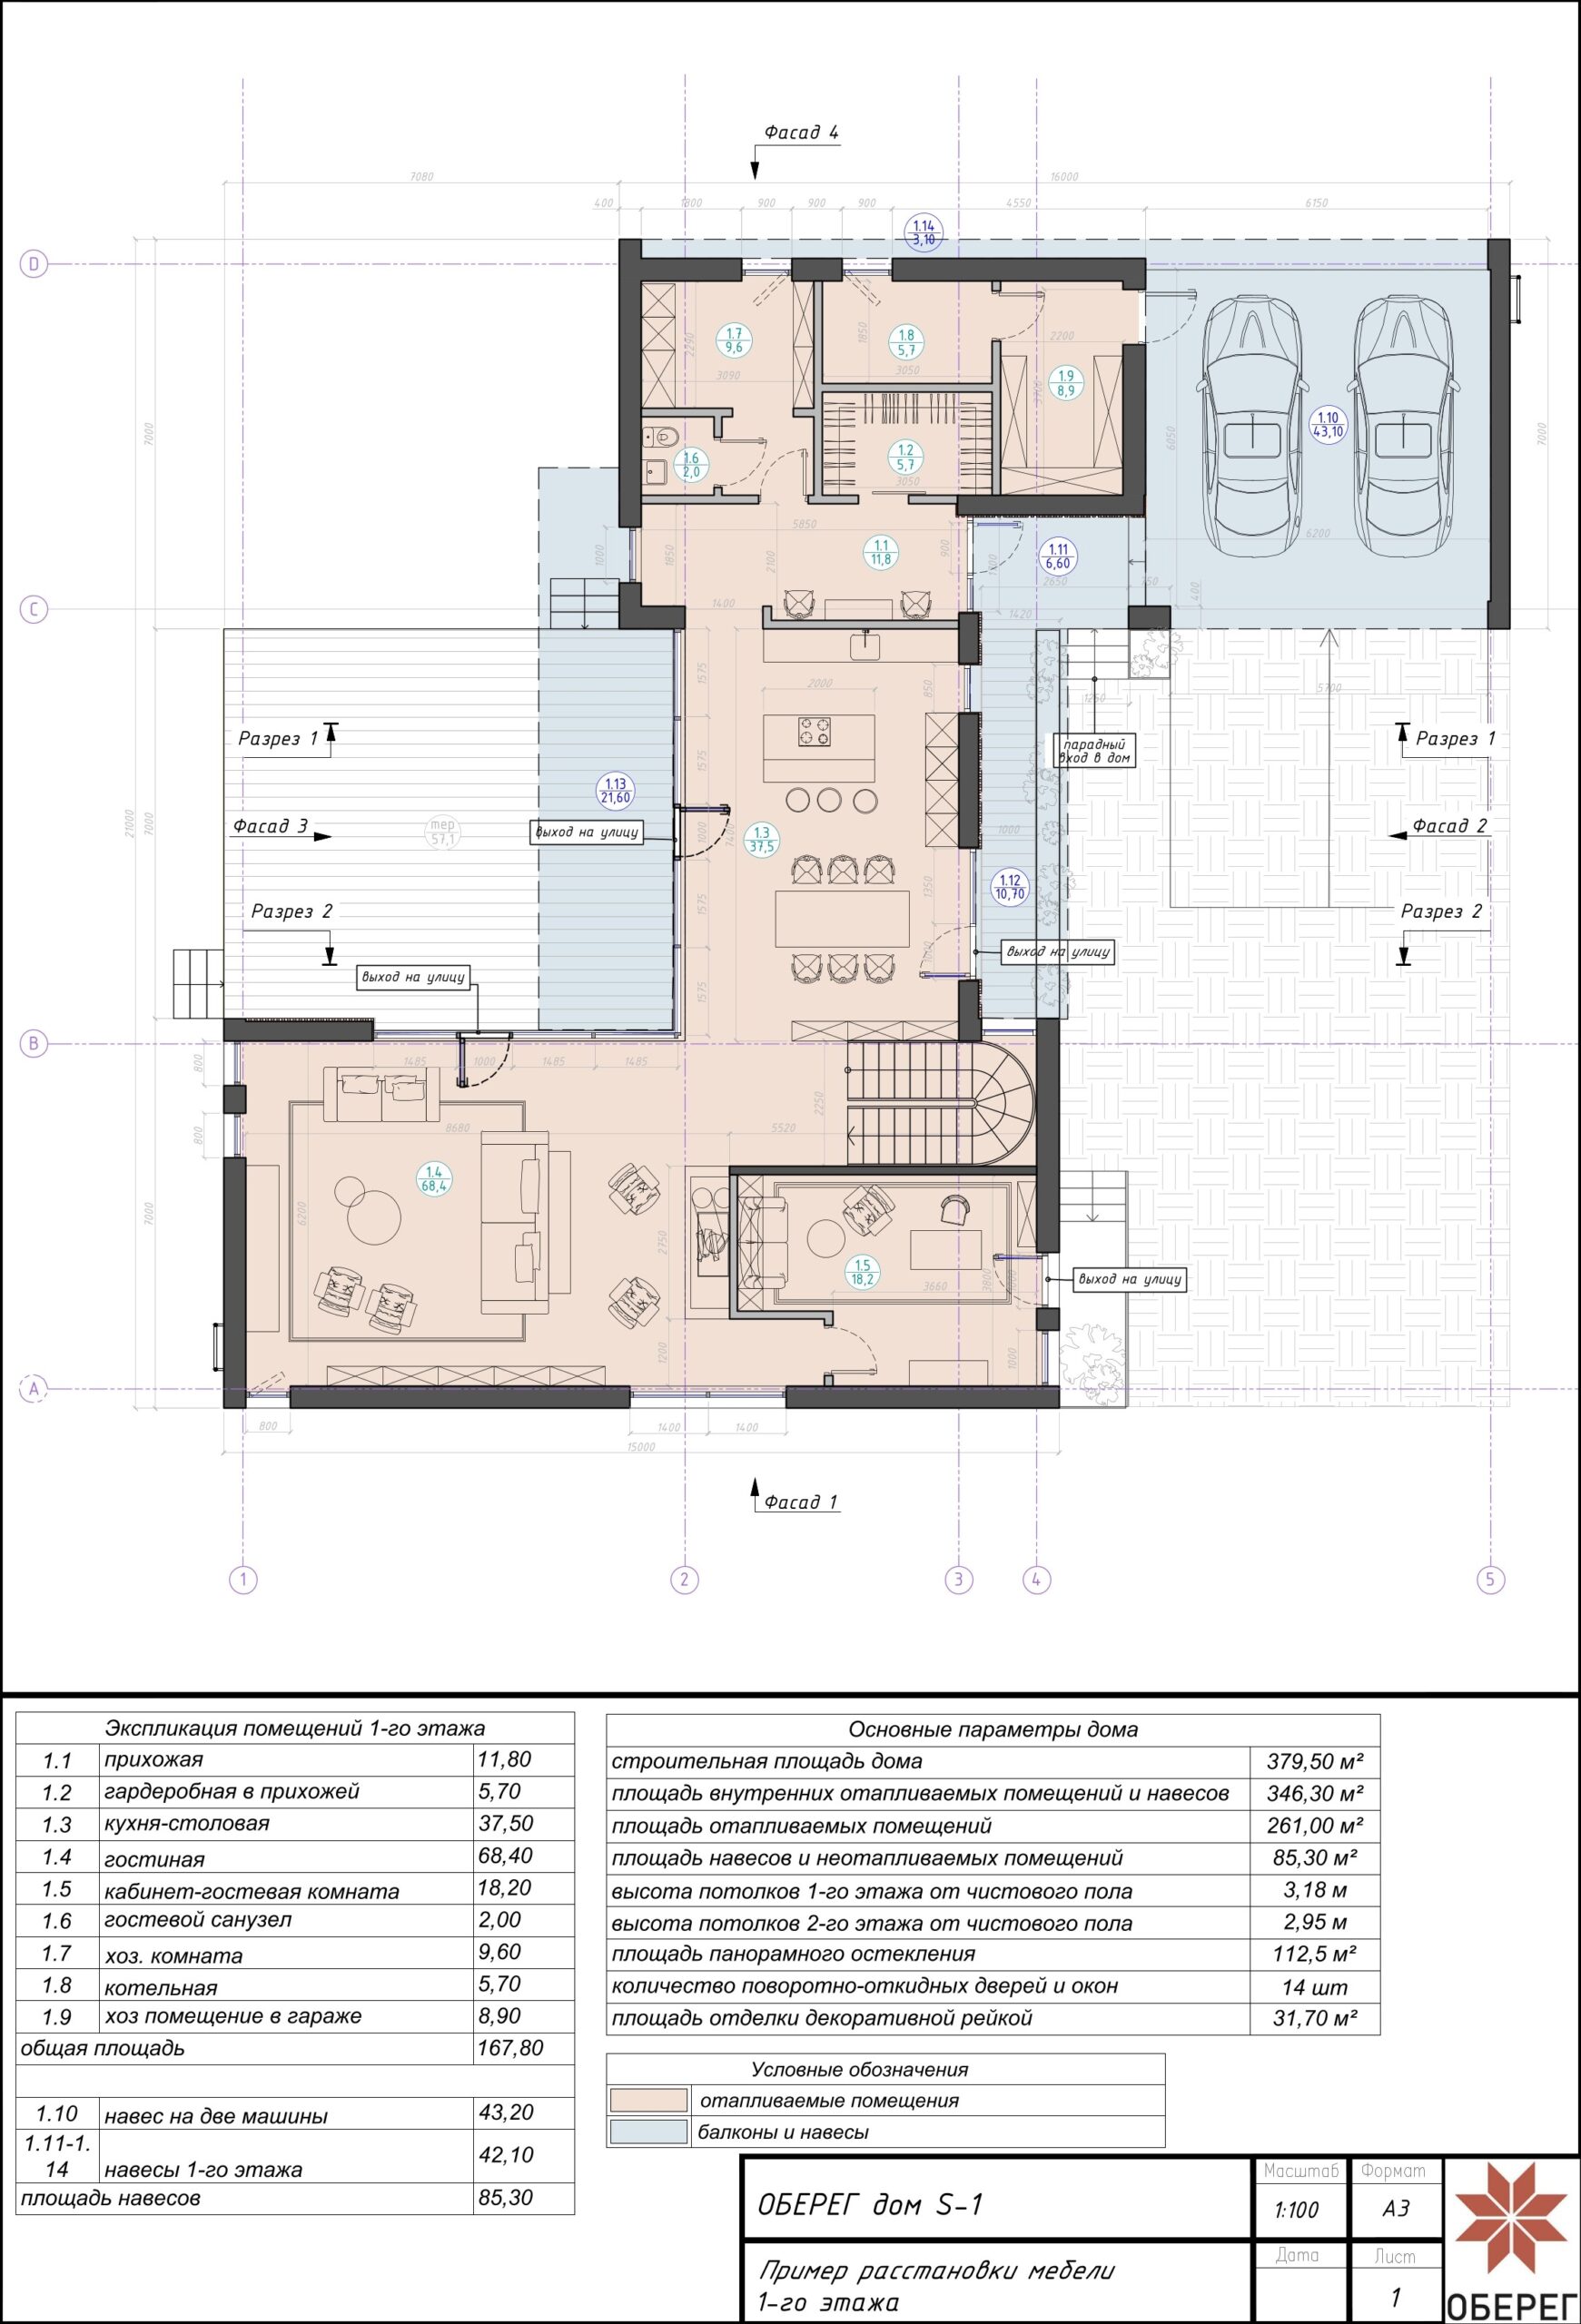 Фасад 4
7080
16000
400
1800
900
900
900
4550
6150
1.14
3,10
D
1.7
9,6
2290
3090
1850
1.8
5,7
3050
2200
1.9
8,9
1.10
43,10
6050
7000
7000
1.6
2,0
1.2
5,7
3050
6200
5850
1.1
11,8
900
1.11
6,60
1000
1850
2100
2650
350
400
C
1400
1420
1575
2000
850
1250
5700
Разрез 1
парадный
вход в дом
Разрез 1
1575
1.13
21,60
21000
7000
Фасад 3
тер
57,1
выход на улицу
1000
7400
1.3
37,5
1000
Фасад 2
1.12
10,70
1350
1575
Разрез 2
Разрез 2
выход на улицу
выход на улицу
1575
B
800
1485
1000
1485
1485
2250
800
8680
5520
1.4
68,4
6200
7000
2750
1.5
18,2
3660
3800
выход на улицу
1200
1000
A
800
1400
1400
15000
Фасад 1
1
2
3
4
5
Экспликация помещений 1-го этажа
1.1 прихожая 11,80
1.2 гардеробная в прихожей 5,70
1.3 кухня-столовая 37,50
1.4 гостиная 68,40
1.5 кабинет-гостевая комната 18,20
1.6 гостевой санузел 2,00
1.7 хоз. комната 9,60
1.8 котельная 5,70
1.9 хоз помещение в гараже 8,90
общая площадь 167,80
1.10 навес на две машины 43,20
1.11-1.
14 навесы 1-го этажа 42,10
площадь навесов 85,30
Основные параметры дома
строительная площадь дома 379,50 м²
площадь внутренних отапливаемых помещений и навесов 346,30 м²
площадь отапливаемых помещений 261,00 м²
площадь навесов и неотапливаемых помещений 85,30 м²
высота потолков 1-го этажа от чистового пола 3,18 м
высота потолков 2-го этажа от чистового пола 2,95 м
площадь панорамного остекления 112,5 м²
количество поворотно-откидных дверей и окон 14 шт
площадь отделки декоративной рейкой 31,70 м²
Условные обозначения
отапливаемые помещения
балконы и навесы
ОБЕРЕГ дом S-1
Масштаб
1:100
Формат
А3
Пример расстановки мебели
1-го этажа
Дата
Лист
1
ОБЕРЕГ